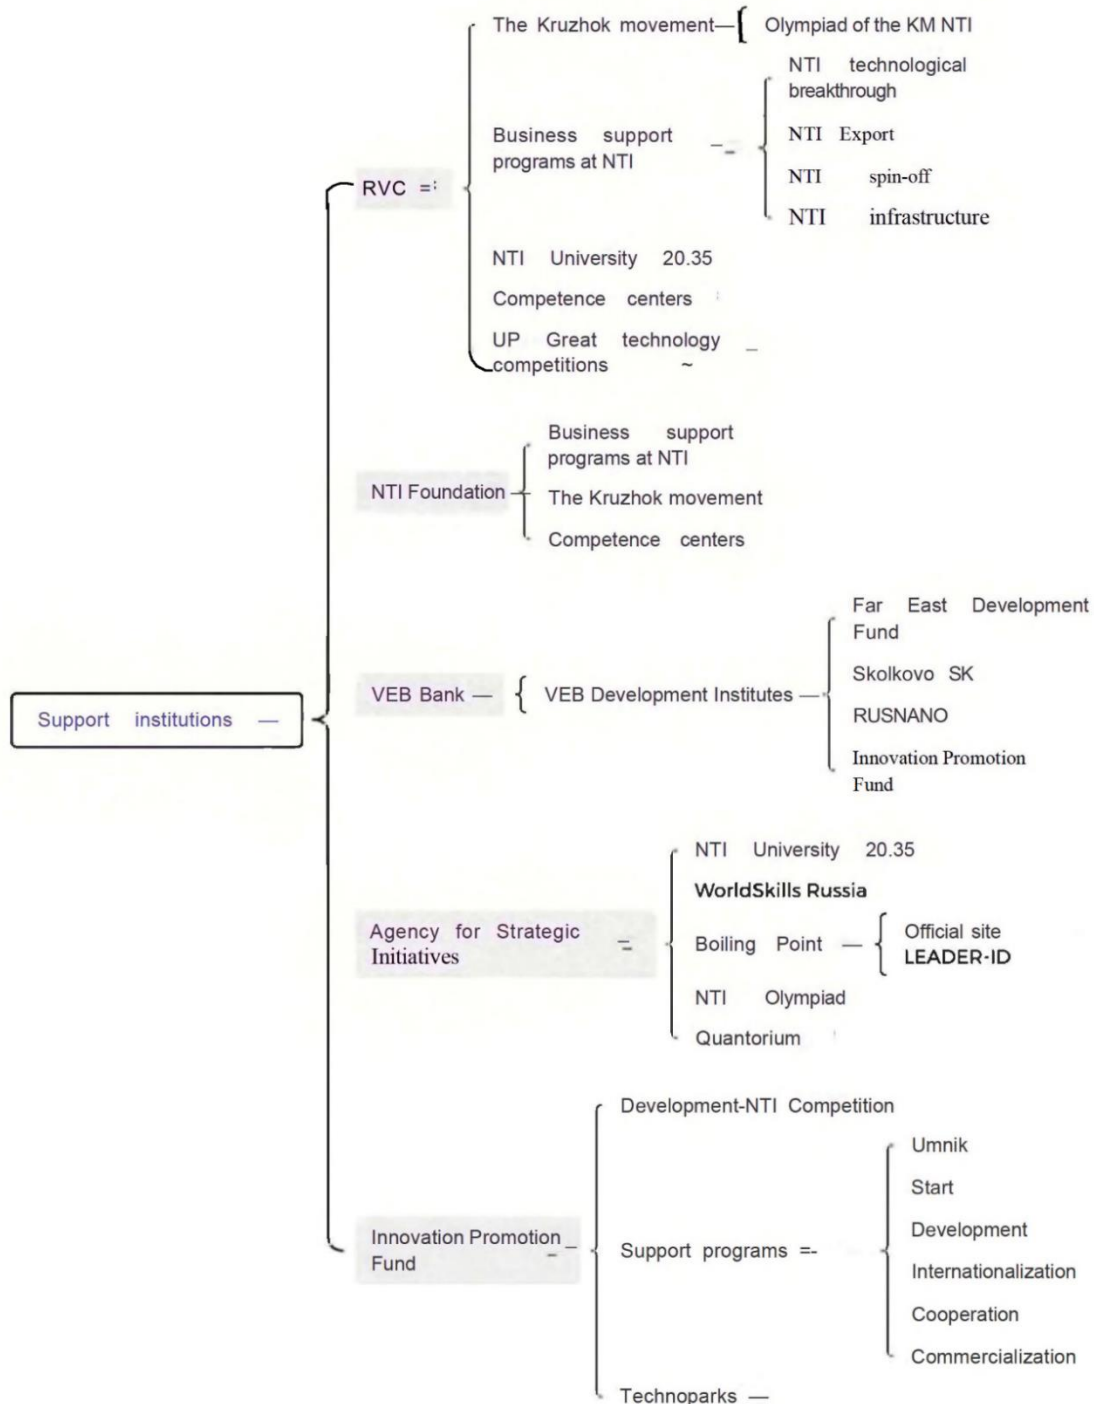 The Kruzhok movement
Olympiad of the KM NTI
NTI technological
breakthrough
Business support
programs at NTI
NTI Export
NTI spin-off
NTI infrastructure
RVC
NTI University 20.35
Competence centers
UP Great technology
competitions
Business support
programs at NTI
NTI Foundation
The Kruzhok movement
Competence centers
Support institutions
VEB Bank
VEB Development Institutes
Far East Development
Fund
Skolkovo SK
RUSNANO
Innovation Promotion
Fund
Agency for Strategic
Initiatives
NTI University 20.35
WorldSkills Russia
Boiling Point
Official site
LEADER-ID
NTI Olympiad
Quantorium
Innovation Promotion
Fund
Development-NTI Competition
Support programs
Umnik
Start
Development
Internationalization
Cooperation
Commercialization
Technoparks